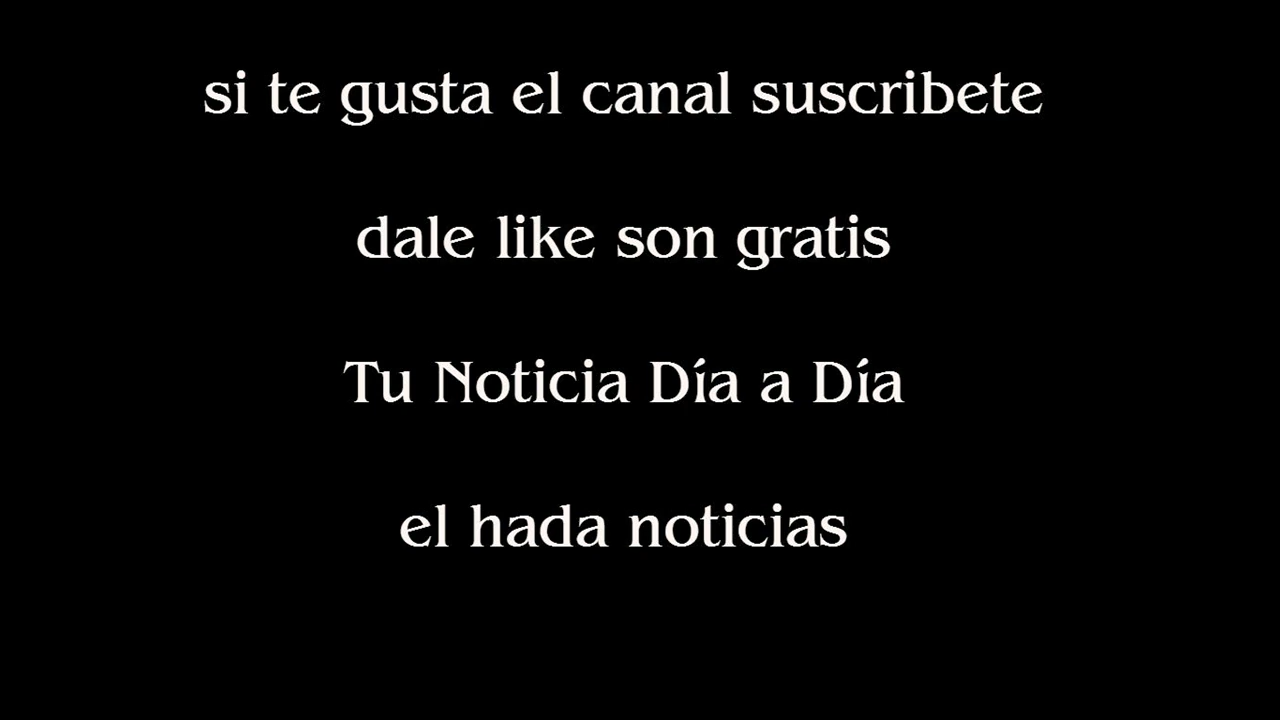 si te gusta el canal suscribete
dale like son gratis
Tu Noticia Día a Día
el hada noticias